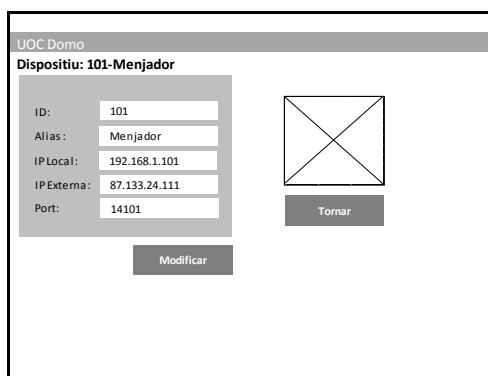 UOC Domo
Dispositiu: 101-Menjador
ID: 101
Alias: Menjador
IP Local: 192.168.1.101
IP Externa: 87.133.24.111
Port: 14101
Tornar
Modificar